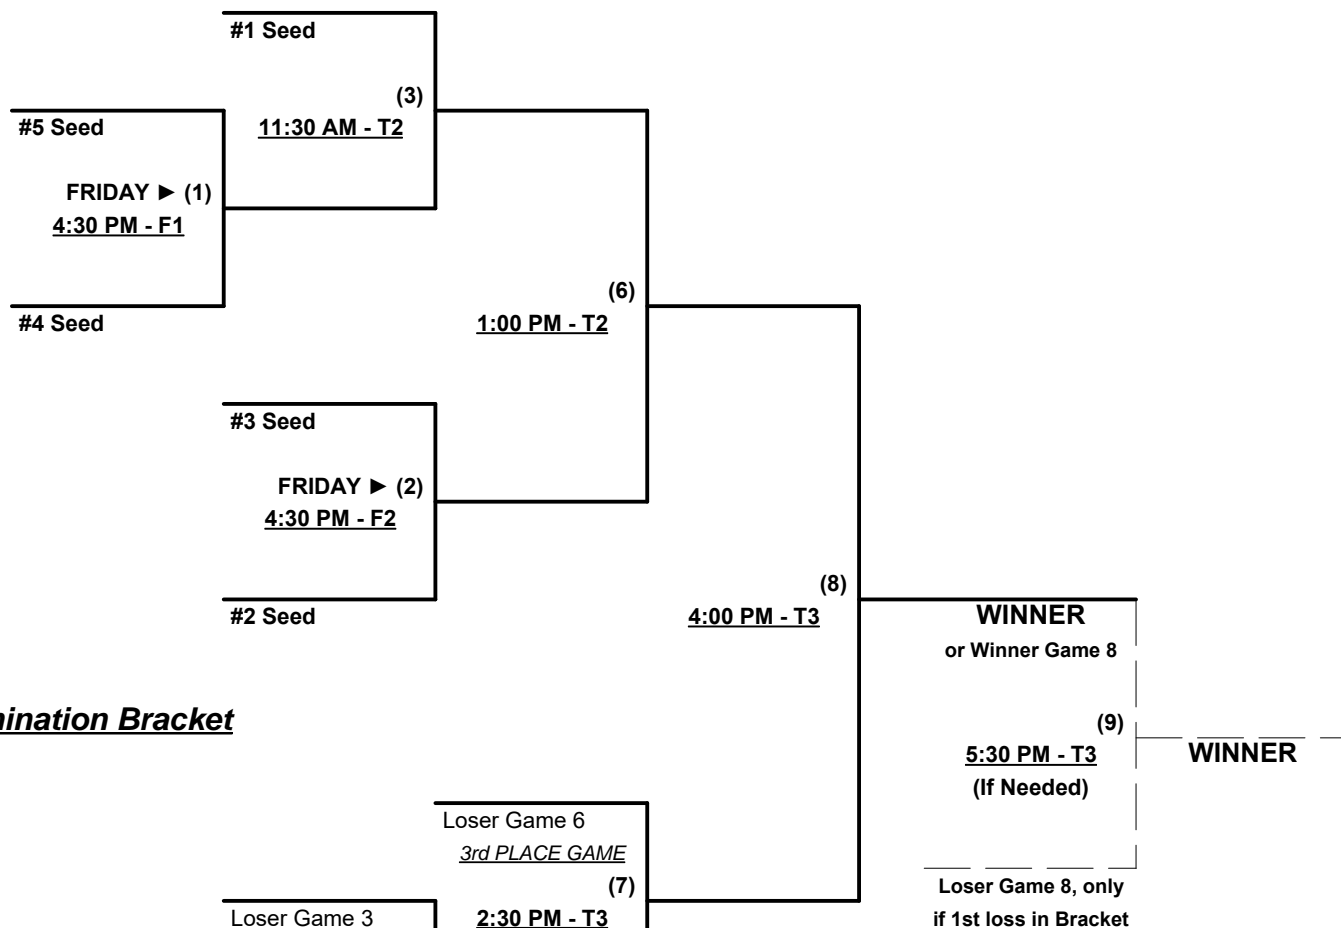 #1 Seed
(3)
11:30 AM - T2
#5 Seed
FRIDAY ► (1)
4:30 PM - F1
#4 Seed
(6)
1:00 PM - T2
#3 Seed
FRIDAY ► (2)
4:30 PM - F2
#2 Seed
(8)
4:00 PM - T3
WINNER
or Winner Game 8
(9)
5:30 PM - T3
(If Needed)
WINNER
Loser Game 8, only
if 1st loss in Bracket
Bracket
Loser Game 6
3rd PLACE GAME
(7)
2:30 PM - T3
Loser Game 3